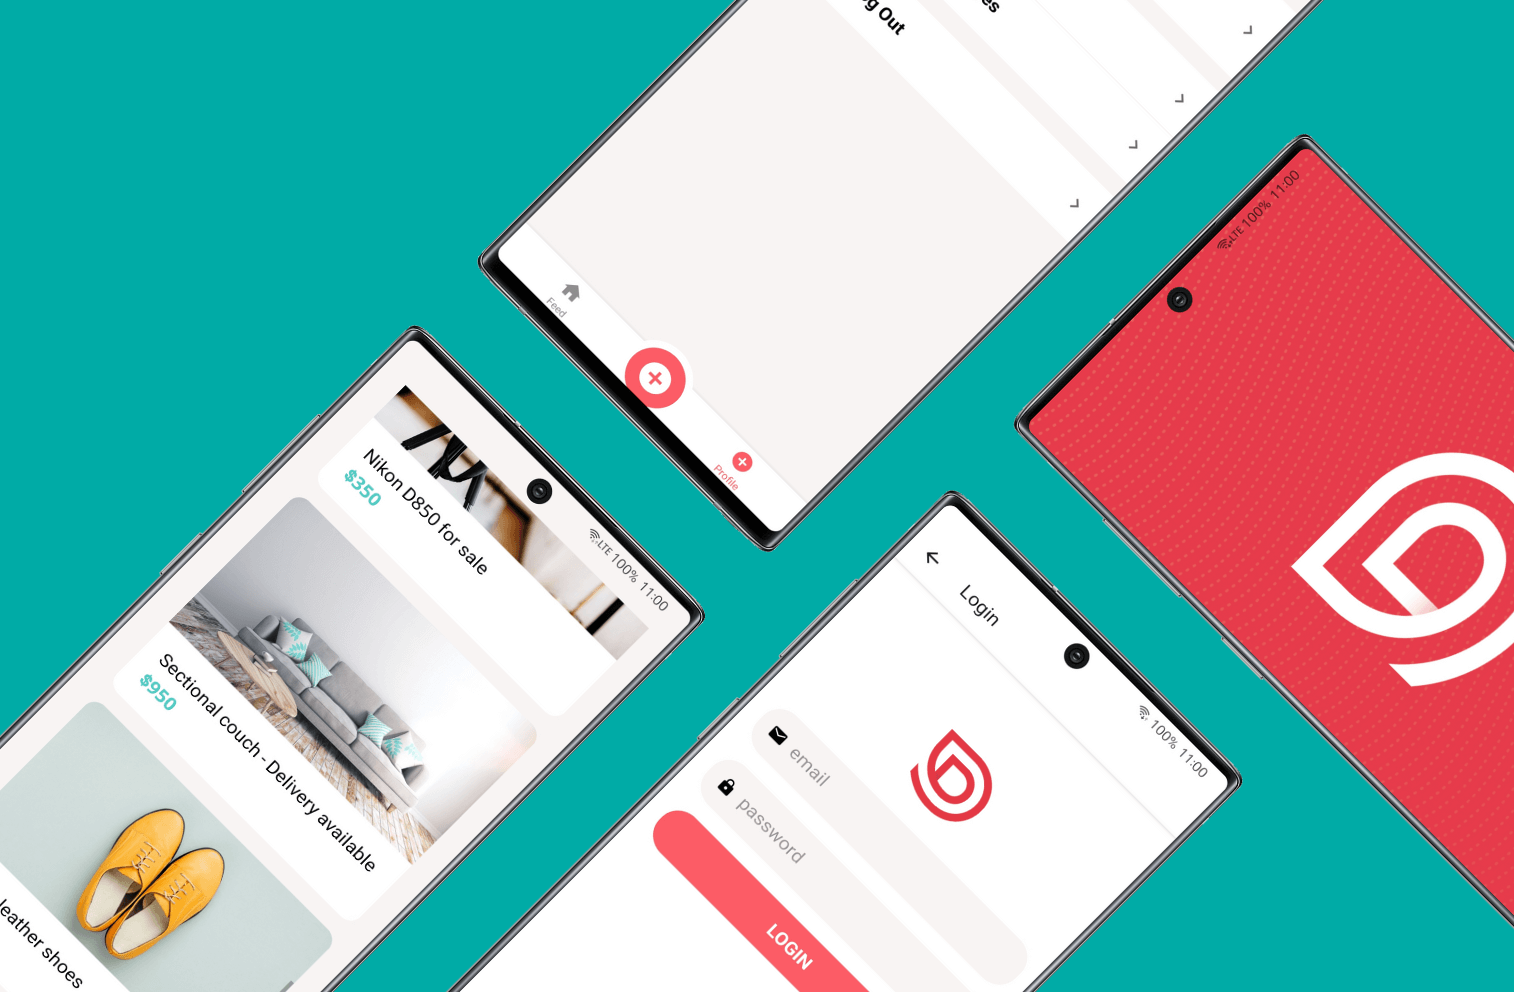 Log Out
Feed
Profile
LTE 100% 11:00
LTE 100% 11:00
Nikon D850 for sale
$350
Sectional couch - Delivery available
$950
leather shoes
100% 11:00
Login
email
password
LOGIN